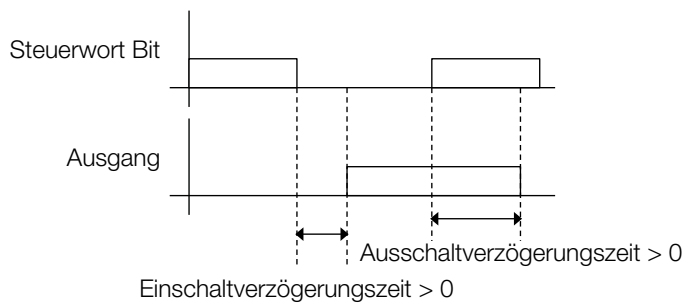 Steuerwort Bit
Ausgang
Ausschaltverzögerungszeit > 0
Einschaltverzögerungszeit > 0